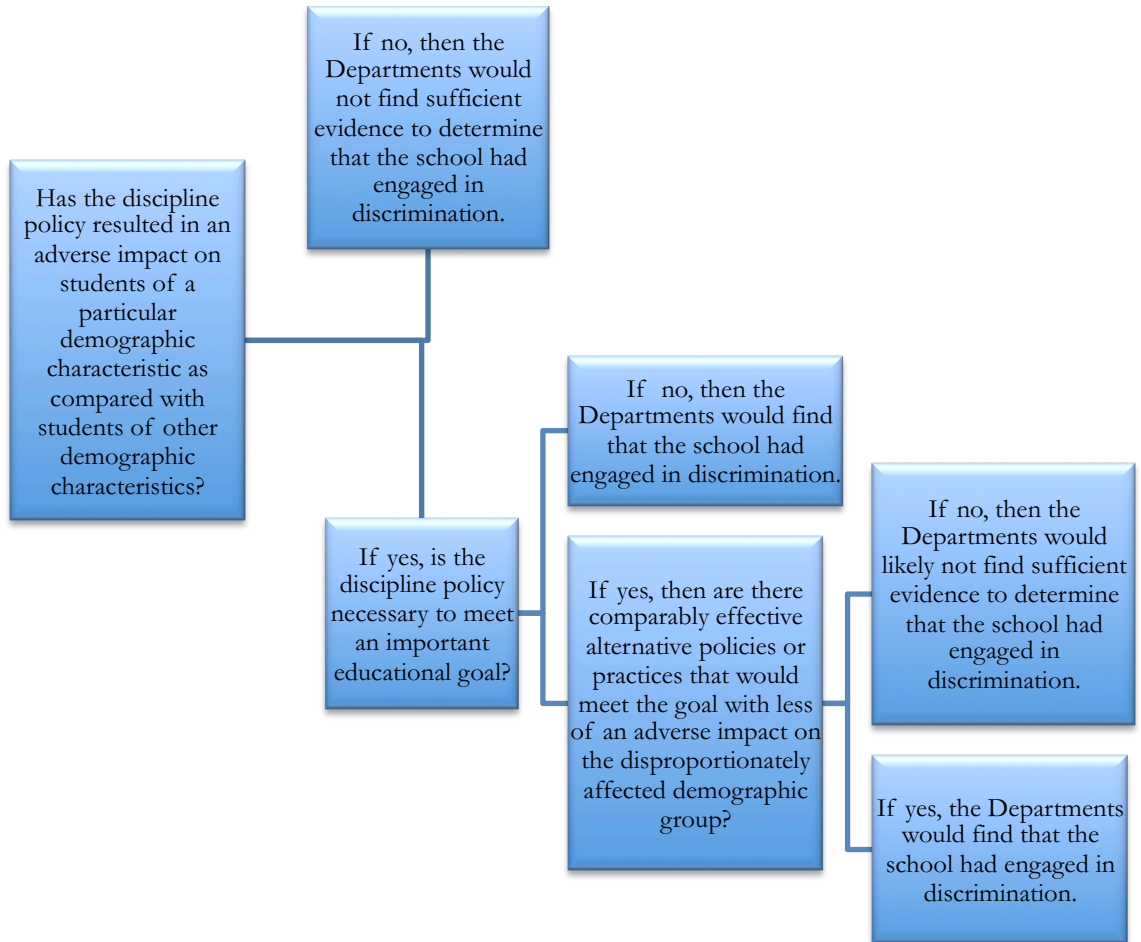 Has the discipline
policy resulted in an
adverse impact on
students of a
particular
demographic
characteristic as
compared with
students of other
demographic
characteristics?
If no, then the
Departments would
not find sufficient
evidence to determine
that the school had
engaged in
discrimination.
If yes, is the
discipline policy
necessary to meet
an important
educational goal?
If no, then the
Departments would find
that the school had
engaged in discrimination.
If yes, then are there
comparably effective
alternative policies or
practices that would
meet the goal with less
of an adverse impact on
the disproportionately
affected demographic
group?
If no, then the
Departments would
likely not find sufficient
evidence to determine
that the school had
engaged in
discrimination.
If yes, the Departments
would find that the
school had engaged in
discrimination.